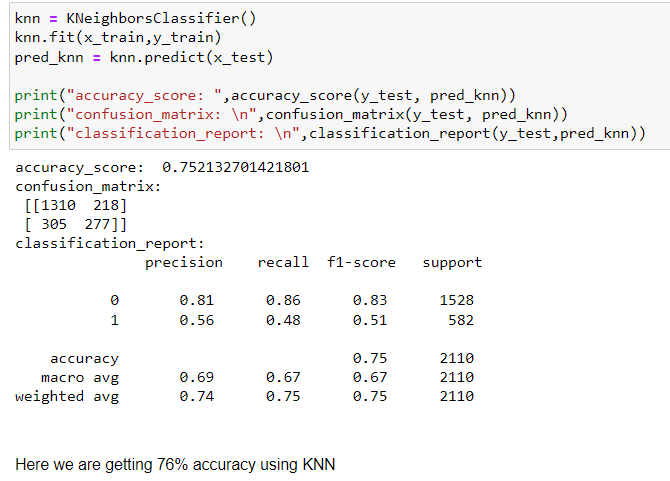 knn = KNeighborsClassifier()
knn.fit(x_train,y_train)
pred_knn = knn.predict(x_test)
print("accuracy_score: ",accuracy_score(y_test, pred_knn))
print("confusion_matrix: \n",confusion_matrix(y_test, pred_knn))
print("classification_report: \n",classification_report(y_test,pred_knn))
accuracy_score:  0.752132701421801
confusion_matrix:
 [[1310  218]
 [ 305  277]]
classification_report:
               precision    recall  f1-score   support
           0       0.81      0.86      0.83      1528
           1       0.56      0.48      0.51       582
    accuracy                           0.75      2110
   macro avg       0.69      0.67      0.67      2110
weighted avg       0.74      0.75      0.75      2110
Here we are getting 76% accuracy using KNN